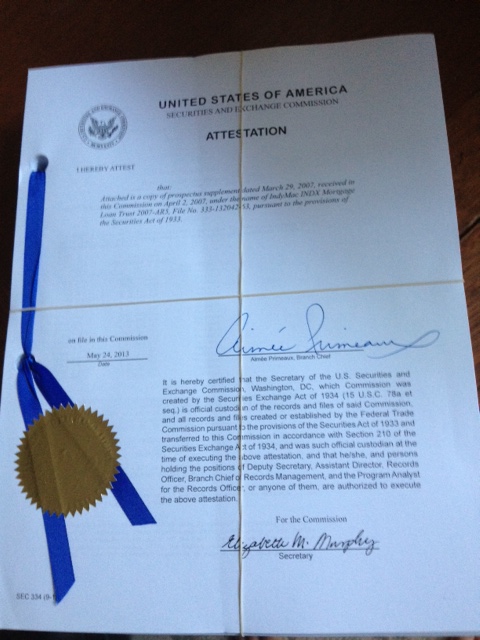 UNITED STATES OF AMERICA
SECURITIES AND EXCHANGE COMMISSION
ATTESTATION
I HEREBY ATTEST
that:
Attached is a copy of prospectus supplement dated March 29, 2007, received in
this Commission on April 2, 2007, under the name of IndyMac INDX Mortgage
Loan Trust 2007-AR5, File No. pursuant to the provisions of
the Securities Act of 1933.
on file in this Commission
May 24, 2013
Date
Aimée Primeaux
Aimée Primeaux, Branch Chief
It is hereby certified that the Secretary of the U.S. Securities and
Exchange Commission, Washington, DC, which Commission was
created by the Securities Exchange Act of 1934 (15 U.S.C. 78a et
seq.) is official custodian of the records and files of said Commission,
and all records and files created or established by the Federal Trade
Commission pursuant to the provisions of the Securities Act of 1933 and
transferred to this Commission in accordance with Section 210 of the
Securities Exchange Act of 1934, and was such official custodian at the
time of executing the above attestation, and that he/she, and persons
holding the positions of Deputy Secretary, Assistant Director, Records
Officer, Branch Chief of Records Management, and the Program Analyst
for the Records Officer, or anyone of them, are authorized to execute
the above attestation.
For the Commission
Elizabeth M. Murphy
Secretary
SEC 334